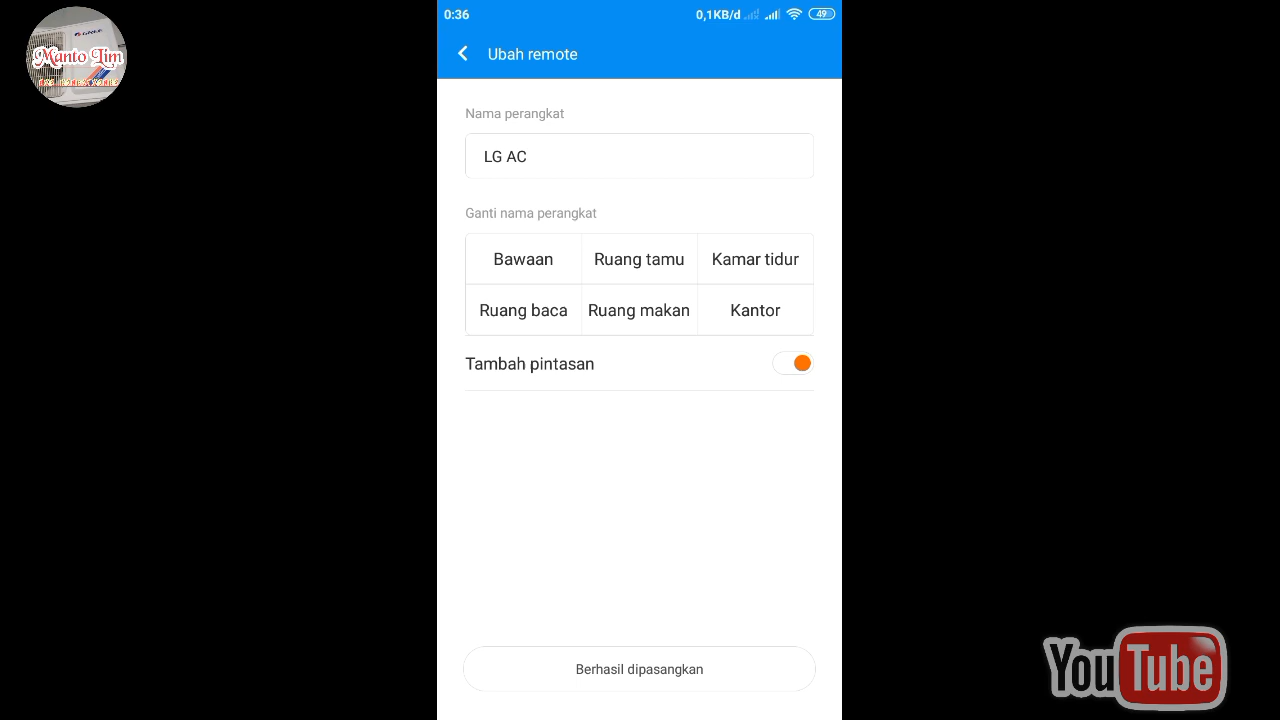 0:36
0,1KB/d
49
Manto Lim
Ubah remote
Nama perangkat
LG AC
Ganti nama perangkat
Bawaan Ruang tamu Kamar tidur
Ruang baca Ruang makan Kantor
Tambah pintasan
Berhasil dipasangkan
YouTube